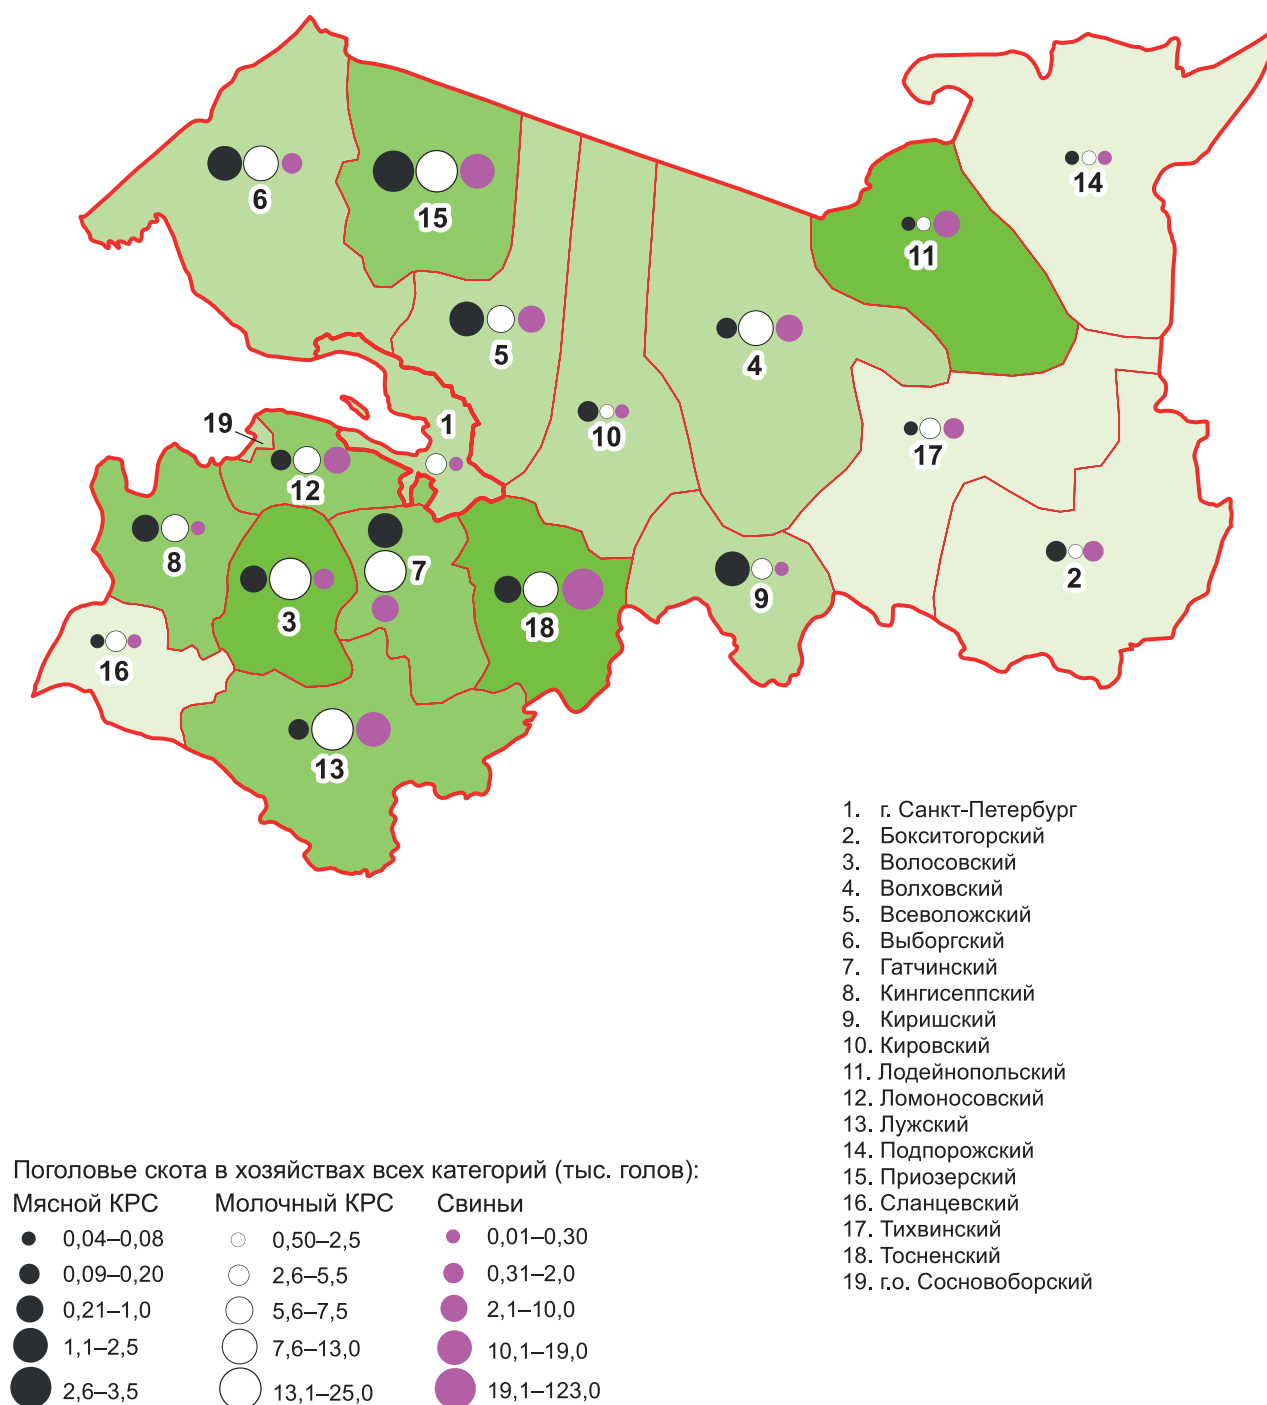 6
15
14
11
5
4
1
19
10
17
12
8
7
2
3
18
9
16
13
1. г. Санкт-Петербург
2. Бокситогорский
3. Волосовский
4. Волховский
5. Всеволожский
6. Выборгский
7. Гатчинский
8. Кингисеппский
9. Киришский
10. Кировский
11. Лодейнопольский
12. Ломоносовский
13. Лужский
14. Подпорожский
15. Приозерский
16. Сланцевский
17. Тихвинский
18. Тосненский
19. г.о. Сосновоборский
Поголовье скота в хозяйствах всех категорий (тыс. голов):
Мясной КРС
0,04–0,08
0,09–0,20
0,21–1,0
1,1–2,5
2,6–3,5
Молочный КРС
0,50–2,5
2,6–5,5
5,6–7,5
7,6–13,0
13,1–25,0
Свиньи
0,01–0,30
0,31–2,0
2,1–10,0
10,1–19,0
19,1–123,0